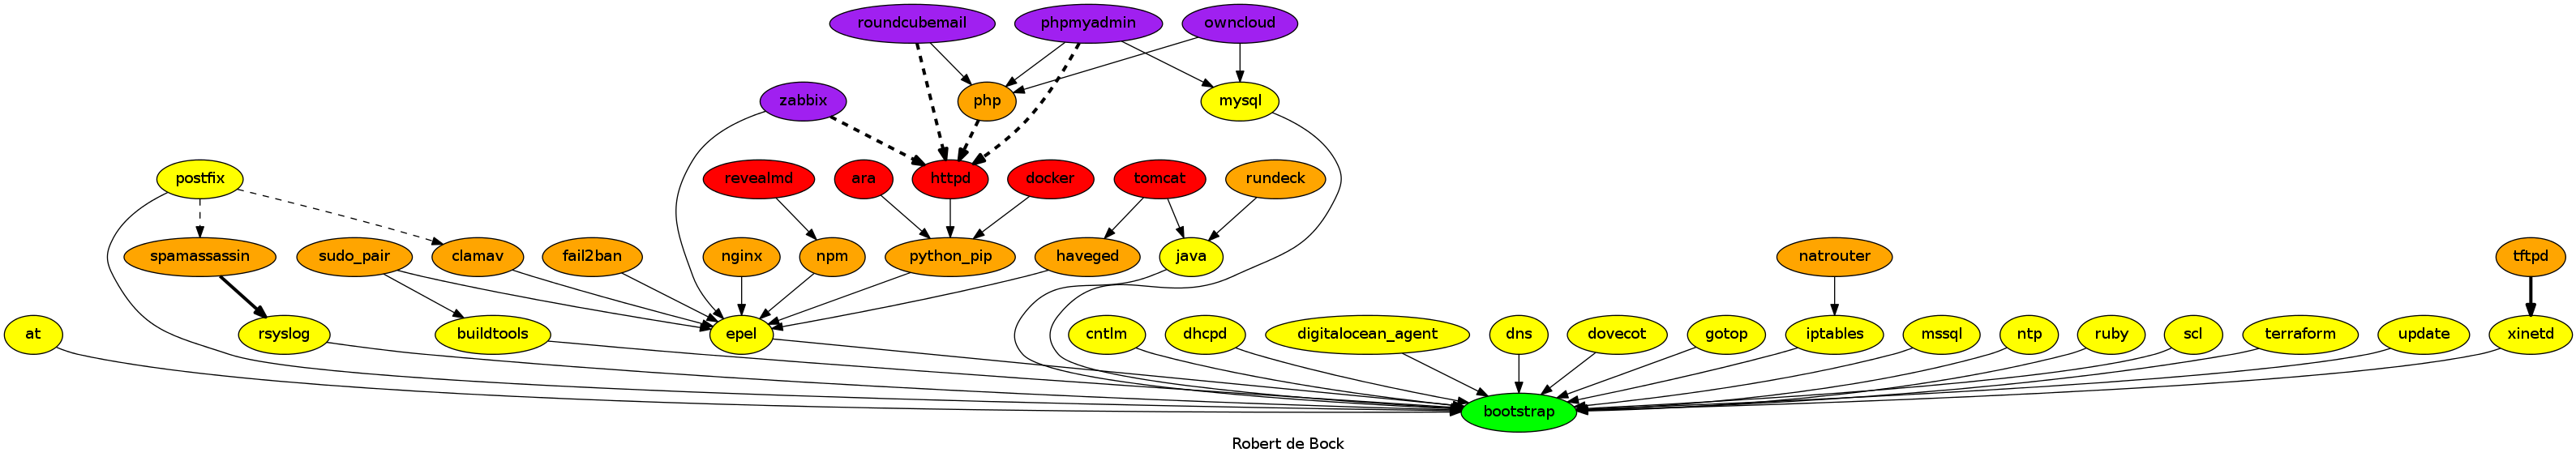 roundcubemail
phpmyadmin
owncloud
zabbix
php
mysql
postfix
revealmd
ara
httpd
docker
tomcat
rundeck
spamassassin
sudo_pair
clamav
fail2ban
nginx
npm
python_pip
haveged
java
natrouter
tftpd
at
rsyslog
buildtools
epel
cntlm
dhcpd
digitalocean_agent
dns
dovecot
gotop
iptables
mssql
ntp
ruby
scl
terraform
update
xinetd
bootstrap
Robert de Bock